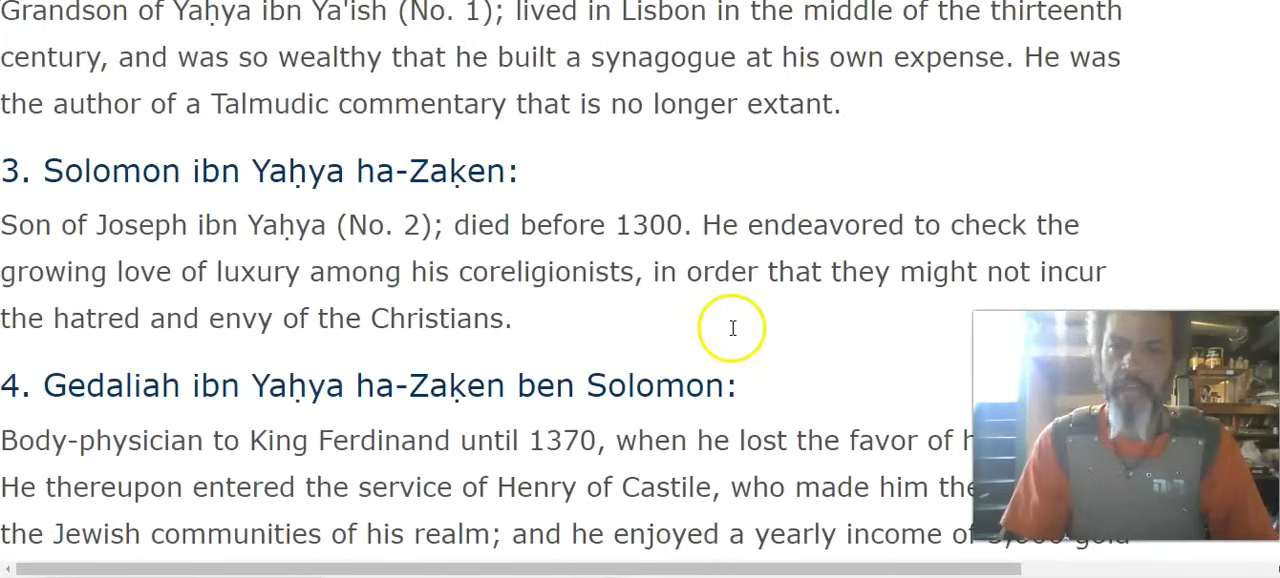 Grandson of Yaḥya ibn Ya'ish (No. 1); lived in Lisbon in the middle of the thirteenth
century, and was so wealthy that he built a synagogue at his own expense. He was
the author of a Talmudic commentary that is no longer extant.
3. Solomon ibn Yaḥya ha-Zaḳen:
Son of Joseph ibn Yaḥya (No. 2); died before 1300. He endeavored to check the
growing love of luxury among his coreligionists, in order that they might not incur
the hatred and envy of the Christians.
4. Gedaliah ibn Yaḥya ha-Zaḳen ben Solomon:
Body-physician to King Ferdinand until 1370, when he lost the favor of
He thereupon entered the service of Henry of Castile, who made him the
the Jewish communities of his realm; and he enjoyed a yearly income of